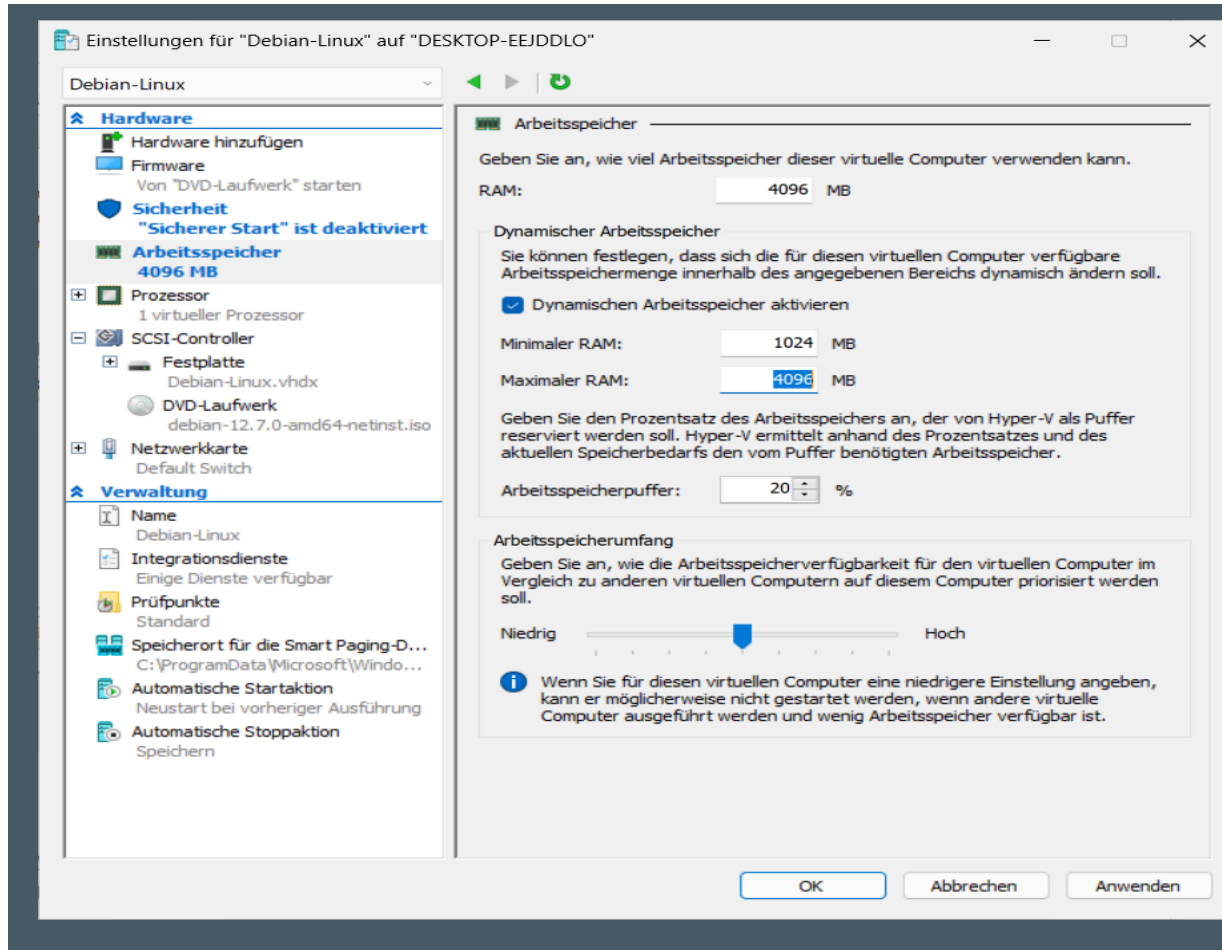 Einstellungen für "Debian-Linux" auf "DESKTOP-EEJDDLO"
Debian-Linux
Hardware
Hardware hinzufügen
Firmware
Von "DVD-Laufwerk" starten
Sicherheit
"Sicherer Start" ist deaktiviert
Arbeitsspeicher
4096 MB
Prozessor
1 virtueller Prozessor
SCSI-Controller
Festplatte
Debian-Linux.vhdx
DVD-Laufwerk
debian-12.7.0-amd64-netinst.iso
Netzwerkkarte
Default Switch
Verwaltung
Name
Debian-Linux
Integrationsdienste
Einige Dienste verfügbar
Prüfpunkte
Standard
Speicherort für die Smart Paging-D...
C:\ProgramData\Microsoft\Windo...
Automatische Startaktion
Neustart bei vorheriger Ausführung
Automatische Stoppaktion
Speichern
Arbeitsspeicher
Geben Sie an, wie viel Arbeitsspeicher dieser virtuelle Computer verwenden kann.
RAM: 4096 MB
Dynamischer Arbeitsspeicher
Sie können festlegen, dass sich die für diesen virtuellen Computer verfügbare
Arbeitsspeichermenge innerhalb des angegebenen Bereichs dynamisch ändern soll.
Dynamischen Arbeitsspeicher aktivieren
Minimaler RAM: 1024 MB
Maximaler RAM: 4096 MB
Geben Sie den Prozentsatz des Arbeitsspeichers an, der von Hyper-V als Puffer
reserviert werden soll. Hyper-V ermittelt anhand des Prozentsatzes und des
aktuellen Speicherbedarfs den vom Puffer benötigten Arbeitsspeicher.
Arbeitsspeicherpuffer: 20 %
Arbeitsspeicherumfang
Geben Sie an, wie die Arbeitsspeicherverfügbarkeit für den virtuellen Computer im
Vergleich zu anderen virtuellen Computern auf diesem Computer priorisiert werden
soll.
Niedrig Hoch
Wenn Sie für diesen virtuellen Computer eine niedrigere Einstellung angeben,
kann er möglicherweise nicht gestartet werden, wenn andere virtuelle
Computer ausgeführt werden und wenig Arbeitsspeicher verfügbar ist.
OK Abbrechen Anwenden